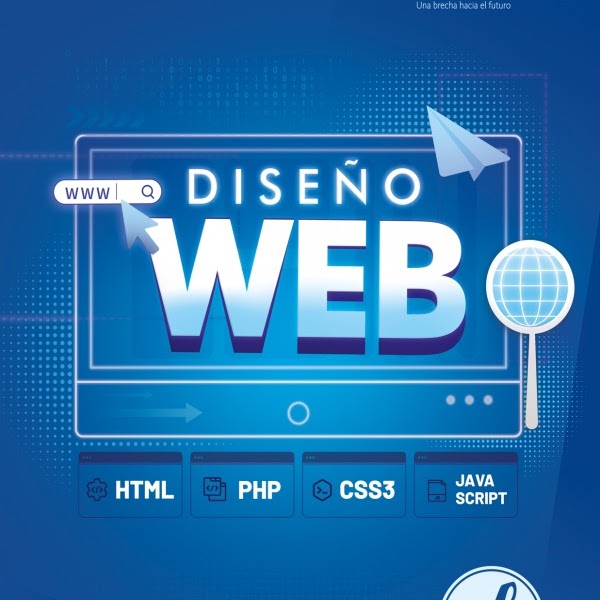 Una brecha hacia el futuro
www
DISEÑO
WEB
HTML
PHP
CSS3
JAVA
SCRIPT